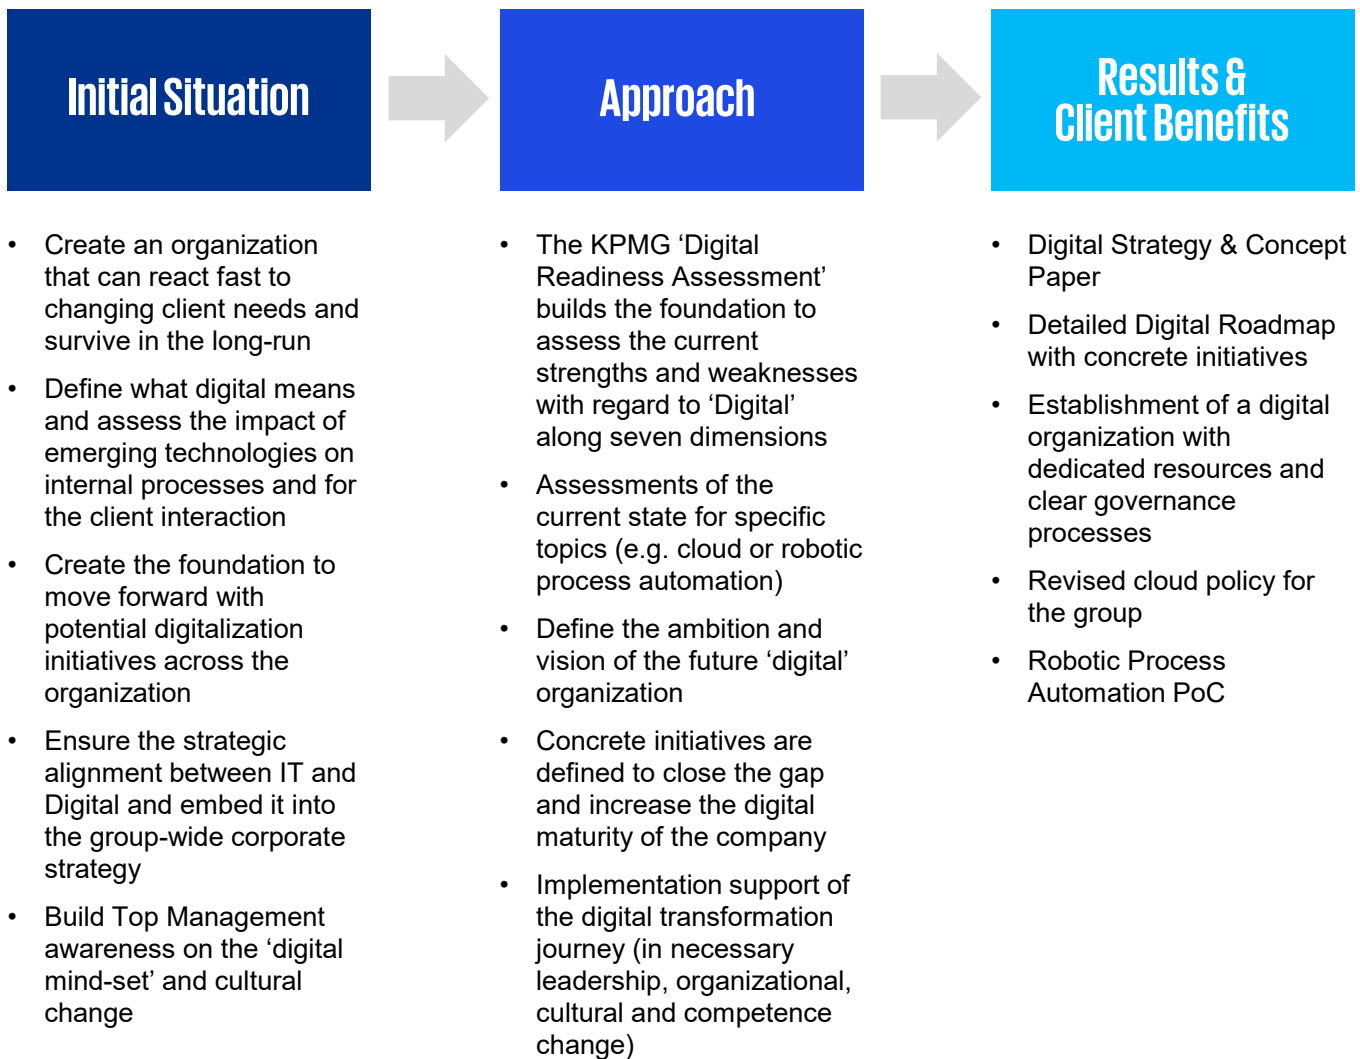 Initial Situation
Approach
Results &
Client Benefits
• Create an organization
that can react fast to
changing client needs and
survive in the long-run
• Define what digital means
and assess the impact of
emerging technologies on
internal processes and for
the client interaction
• Create the foundation to
move forward with
potential digitalization
initiatives across the
organization
• Ensure the strategic
alignment between IT and
Digital and embed it into
the group-wide corporate
strategy
• Build Top Management
awareness on the ‘digital
mind-set’ and cultural
change
• The KPMG ‘Digital
Readiness Assessment’
builds the foundation to
assess the current
strengths and weaknesses
with regard to ‘Digital’
along seven dimensions
• Assessments of the
current state for specific
topics (e.g. cloud or robotic
process automation)
• Define the ambition and
vision of the future ‘digital’
organization
• Concrete initiatives are
defined to close the gap
and increase the digital
maturity of the company
• Implementation support of
the digital transformation
journey (in necessary
leadership, organizational,
cultural and competence
change)
• Digital Strategy & Concept
Paper
• Detailed Digital Roadmap
with concrete initiatives
• Establishment of a digital
organization with
dedicated resources and
clear governance
processes
• Revised cloud policy for
the group
• Robotic Process
Automation PoC